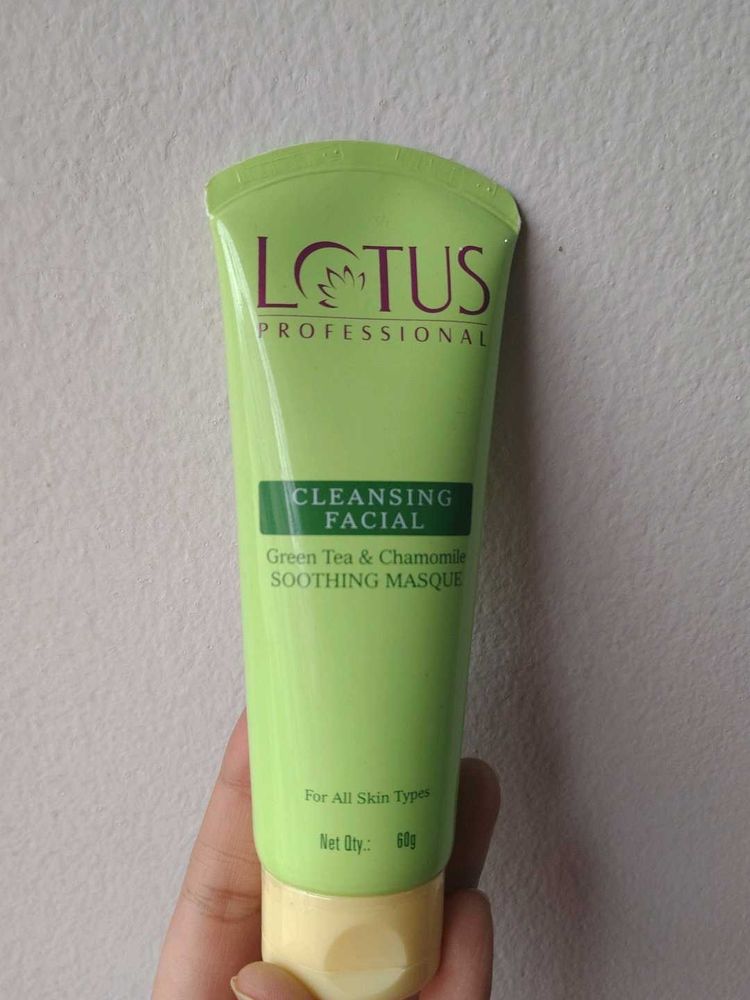 LOTUS
PROFESSIONAL
CLEANSING
FACIAL
Green Tea & Chamomile
SOOTHING MASQUE
For All Skin Types
Net Qty.: 60g